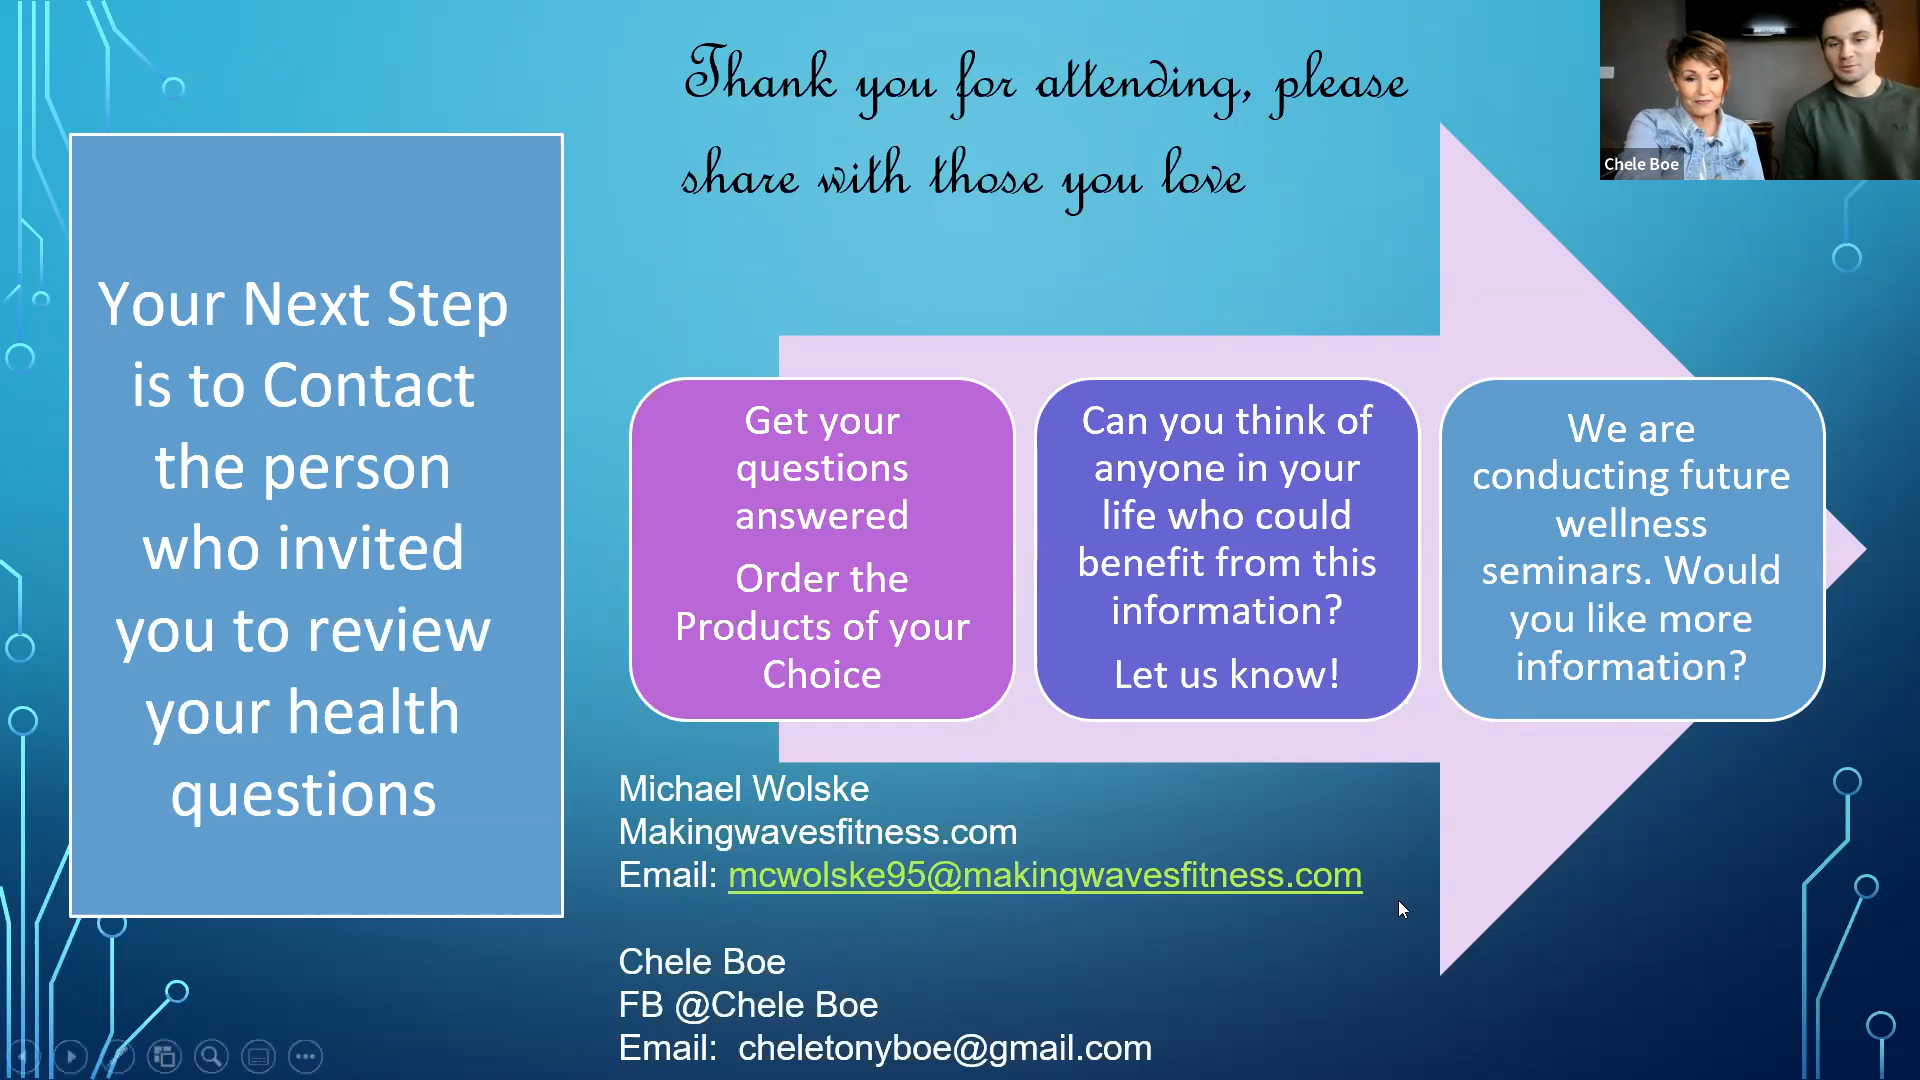 Thank you for attending, please
share with those you love
Chele Boe
Your Next Step
is to Contact
the person
who invited
you to review
your health
questions
Get your
questions
answered
Order the
Products of your
Choice
Can you think of
anyone in your
life who could
benefit from this
information?
Let us know!
We are
conducting future
wellness
seminars. Would
you like more
information?
Michael Wolske
Makingwavesfitness.com
Email: mcwolske95@makingwavesfitness.com
Chele Boe
FB @Chele Boe
Email:  cheletonyboe@gmail.com